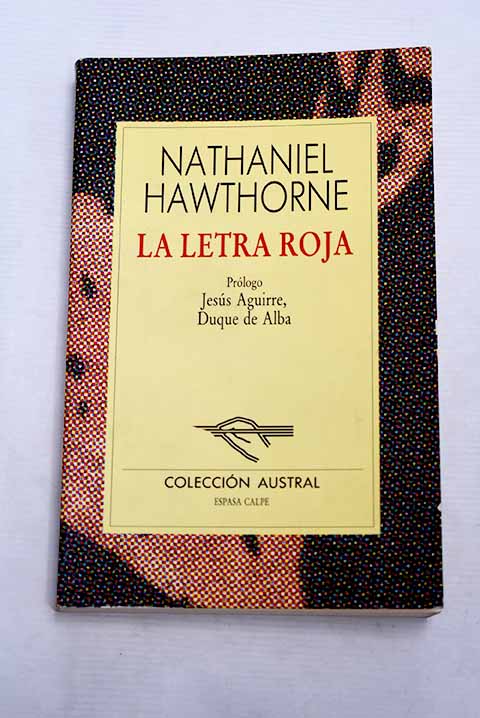 NATHANIEL
HAWTHORNE
LA LETRA ROJA
Prólogo
Jesús Aguirre,
Duque de Alba
COLECCIÓN AUSTRAL
ESPASA CALPE